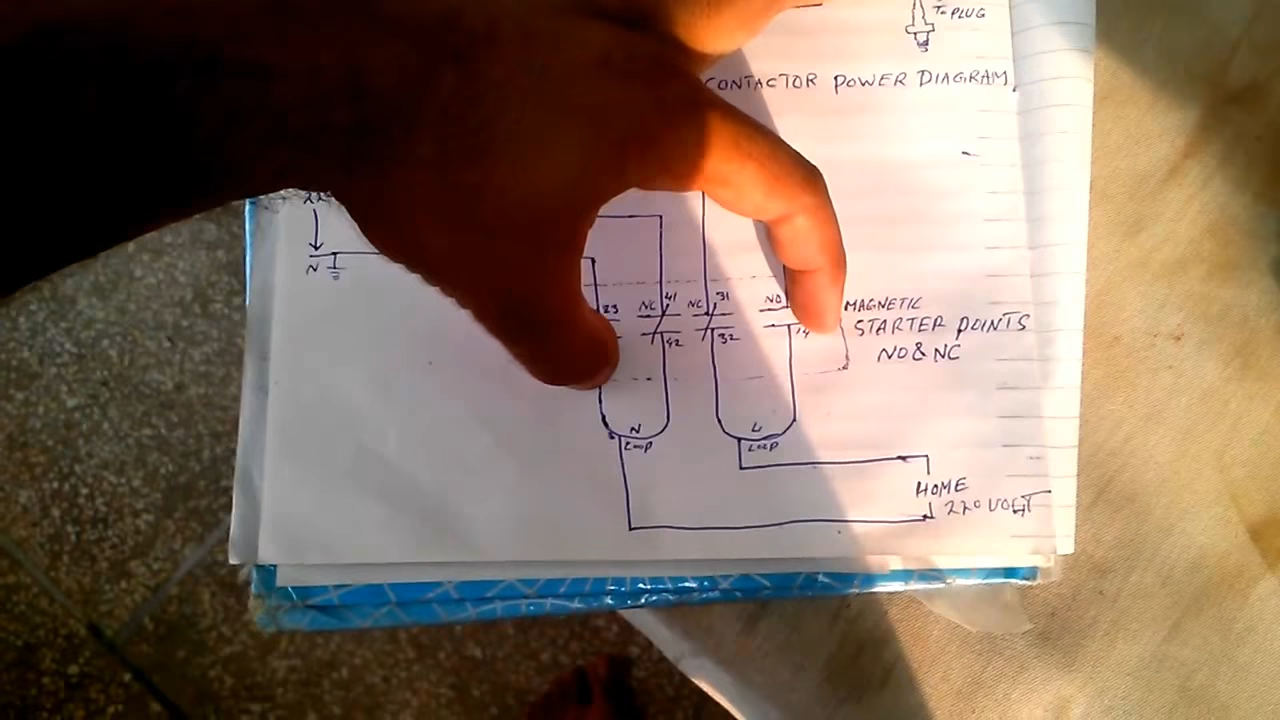 To PLUG
CONTACTOR POWER DIAGRAM
N
23 NC 41 NC 31 NO
42 32 14
MAGNETIC
STARTER POINTS
NO & NC
N L
LOOP LOOP
HOME
220 VOLT